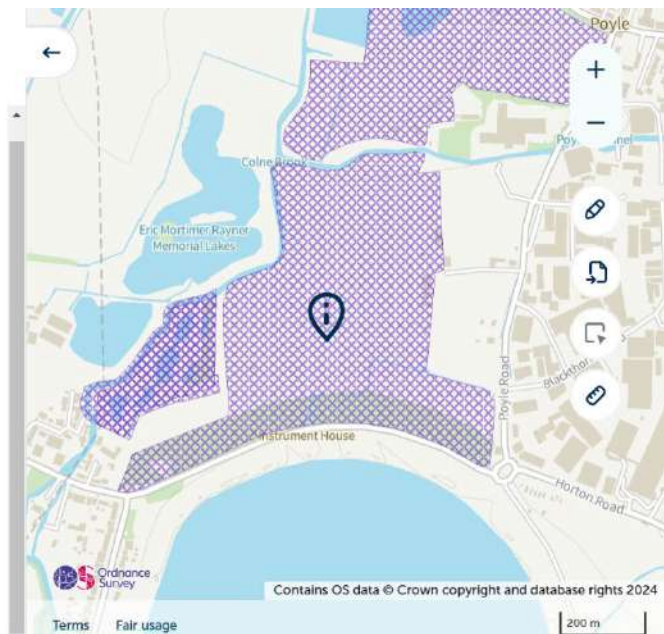 Poyle
Colne Brook
Eric Mortimer Rayner
Memorial Lakes
Poyle Road
Instrument House
Horton Road
Ordnance
Survey
Contains OS data © Crown copyright and database rights 2024
Terms
Fair usage
200 m